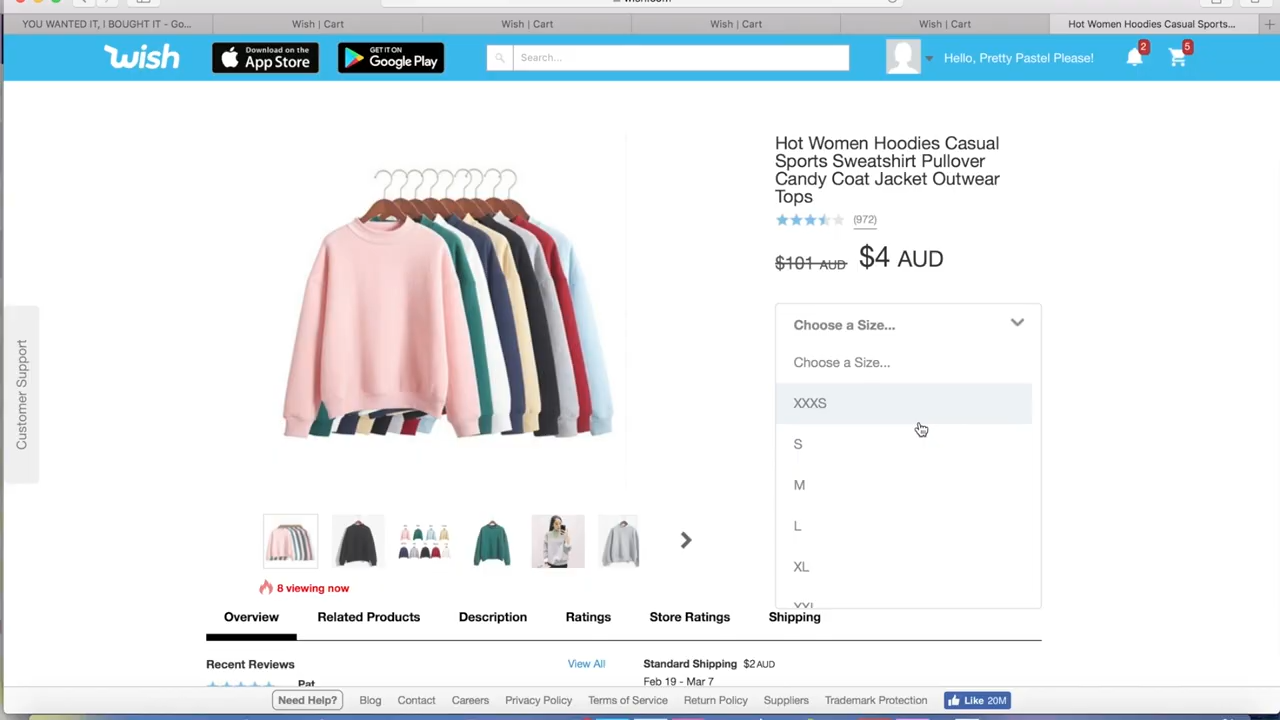 YOU WANTED IT, I BOUGHT IT - Go...
Wish | Cart
Wish | Cart
Wish | Cart
Wish | Cart
Hot Women Hoodies Casual Sports...
wish
Download on the
App Store
GET IT ON
Google Play
Search...
Hello, Pretty Pastel Please!
2
5
Customer Support
Hot Women Hoodies Casual
Sports Sweatshirt Pullover
Candy Coat Jacket Outwear
Tops
(972)
$101 AUD $4 AUD
Choose a Size...
Choose a Size...
XXXS
S
M
L
XL
XXL
8 viewing now
Overview
Related Products
Description
Ratings
Store Ratings
Shipping
Recent Reviews
View All
Standard Shipping $2 AUD
Pat
Feb 19 - Mar 7
Need Help?
Blog
Contact
Careers
Privacy Policy
Terms of Service
Return Policy
Suppliers
Trademark Protection
Like 20M